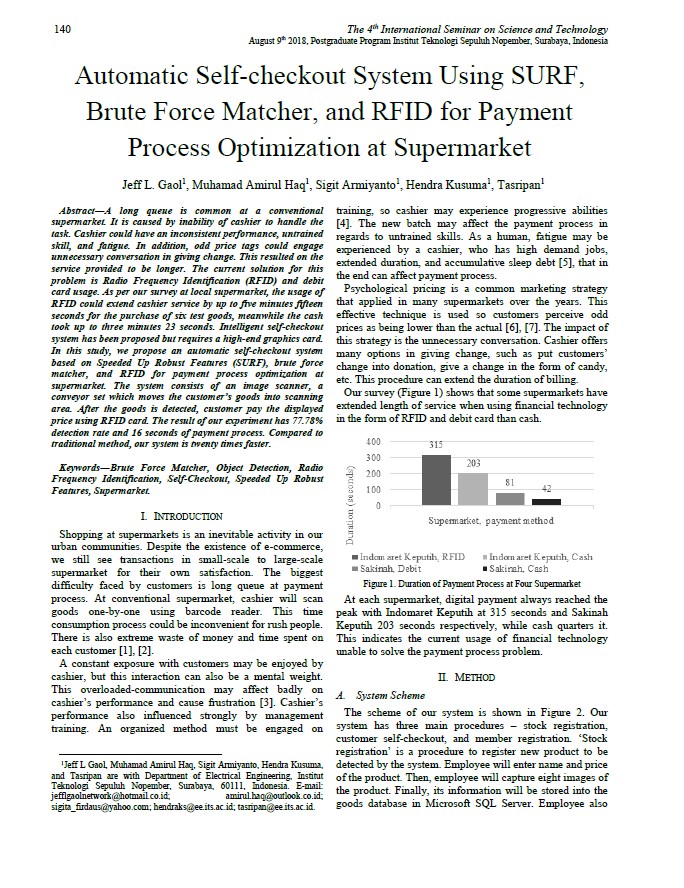 140
The 4th International Seminar on Science and Technology
August 9th 2018, Postgraduate Program Institut Teknologi Sepuluh Nopember, Surabaya, Indonesia
Automatic Self-checkout System Using SURF,
Brute Force Matcher, and RFID for Payment
Process Optimization at Supermarket
Jeff L. Gaol1, Muhamad Amirul Haq1, Sigit Armiyanto1, Hendra Kusuma1, Tasripan1
Abstract—A long queue is common at a conventional
supermarket. It is caused by inability of cashier to handle the
task. Cashier could have an inconsistent performance, untrained
skill, and fatigue. In addition, odd price tags could engage
unnecessary conversation in giving change. This resulted on the
service provided to be longer. The current solution for this
problem is Radio Frequency Identification (RFID) and debit
card usage. As per our survey at local supermarket, the usage of
RFID could extend cashier service by up to five minutes fifteen
seconds for the purchase of six test goods, meanwhile the cash
took up to three minutes 23 seconds. Intelligent self-checkout
system has been proposed but requires a high-end graphics card.
In this study, we propose an automatic self-checkout system
based on Speeded Up Robust Features (SURF), brute force
matcher, and RFID for payment process optimization at
supermarket. The system consists of an image scanner, a
conveyor set which moves the customer's goods into scanning
area. After the goods is detected, customer pay the displayed
price using RFID card. The result of our experiment has 77.78%
detection rate and 16 seconds of payment process. Compared to
traditional method, our system is twenty times faster.
Keywords—Brute Force Matcher, Object Detection, Radio
Frequency Identification, Self-Checkout, Speeded Up Robust
Features, Supermarket.
I. INTRODUCTION
Shopping at supermarkets is an inevitable activity in our
urban communities. Despite the existence of e-commerce,
we still see transactions in small-scale to large-scale
supermarket for their own satisfaction. The biggest
difficulty faced by customers is long queue at payment
process. At conventional supermarket, cashier will scan
goods one-by-one using barcode reader. This time
consumption process could be inconvenient for rush people.
There is also extreme waste of money and time spent on
each customer [1], [2].
A constant exposure with customers may be enjoyed by
cashier, but this interaction can also be a mental weight.
This overloaded-communication may affect badly on
cashier's performance and cause frustration [3]. Cashier's
performance also influenced strongly by management
training. An organized method must be engaged on
1Jeff L Gaol, Muhamad Amirul Haq, Sigit Armiyanto, Hendra Kusuma,
and Tasripan are with Department of Electrical Engineering, Institut
Teknologi Sepuluh Nopember, Surabaya, 60111, Indonesia. E-mail:
jefflgaolnetwork@hotmail.co.id; amirul.haq@outlook.co.id;
sigita_firdaus@yahoo.com; hendraks@ee.its.ac.id; tasripan@ee.its.ac.id.
training, so cashier may experience progressive abilities
[4]. The new batch may affect the payment process in
regards to untrained skills. As a human, fatigue may be
experienced by a cashier, who has high demand jobs,
extended duration, and accumulative sleep debt [5], that in
the end can affect payment process.
Psychological pricing is a common marketing strategy
that applied in many supermarkets over the years. This
effective technique is used so customers perceive odd
prices as being lower than the actual [6], [7]. The impact of
this strategy is the unnecessary conversation. Cashier offers
many options in giving change, such as put customers'
change into donation, give a change in the form of candy,
etc. This procedure can extend the duration of billing.
Our survey (Figure 1) shows that some supermarkets have
extended length of service when using financial technology
in the form of RFID and debit card than cash.
Duration (seconds)
400
300
200
100
0
315
203
81
42
Supermarket, payment method
Indomaret Keputih, RFID
Indomaret Keputih, Cash
Sakinah, Debit
Sakinah, Cash
Figure 1. Duration of Payment Process at Four Supermarket
At each supermarket, digital payment always reached the
peak with Indomaret Keputih at 315 seconds and Sakinah
Keputih 203 seconds respectively, while cash quarters it.
This indicates the current usage of financial technology
unable to solve the payment process problem.
II. METHOD
A. System Scheme
The scheme of our system is shown in Figure 2. Our
system has three main procedures – stock registration,
customer self-checkout, and member registration. 'Stock
registration' is a procedure to register new product to be
detected by the system. Employee will enter name and price
of the product. Then, employee will capture eight images of
the product. Finally, its information will be stored into the
goods database in Microsoft SQL Server. Employee also